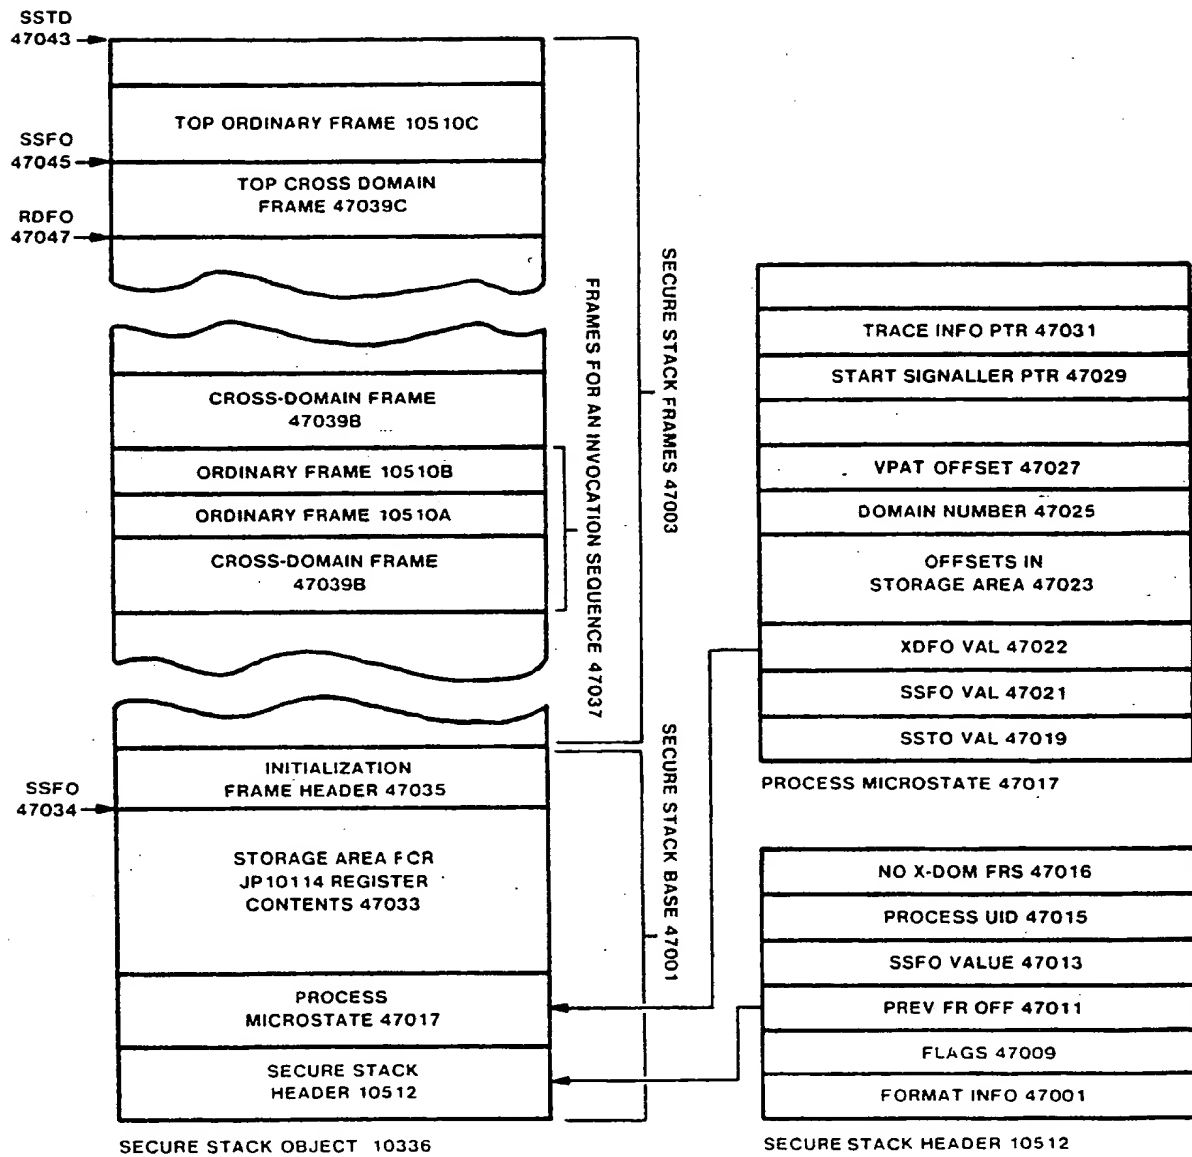 SSTD
47043
TOP ORDINARY FRAME 10510C
SSFO
47045
TOP CROSS DOMAIN
FRAME 47039C
RDFO
47047
CROSS-DOMAIN FRAME
47039B
ORDINARY FRAME 10510B
ORDINARY FRAME 10510A
CROSS-DOMAIN FRAME
47039B
FRAMES FOR AN INVOCATION SEQUENCE 47037
SECURE STACK FRAMES 47003
INITIALIZATION
FRAME HEADER 47035
SSFO
47034
STORAGE AREA FCR
JP10114 REGISTER
CONTENTS 47033
PROCESS
MICROSTATE 47017
SECURE STACK
HEADER 10512
SECURE STACK BASE 47001
SECURE STACK OBJECT 10336
TRACE INFO PTR 47031
START SIGNALLER PTR 47029
VPAT OFFSET 47027
DOMAIN NUMBER 47025
OFFSETS IN
STORAGE AREA 47023
XDFO VAL 47022
SSFO VAL 47021
SSTO VAL 47019
PROCESS MICROSTATE 47017
NO X-DOM FRS 47016
PROCESS UID 47015
SSFO VALUE 47013
PREV FR OFF 47011
FLAGS 47009
FORMAT INFO 47001
SECURE STACK HEADER 10512